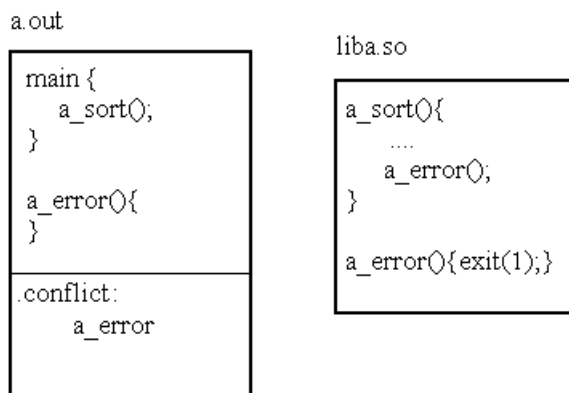 a.out
main {
a_sort();
}
a_error(){
}
.conflict:
a_error
liba.so
a_sort(){
....
a_error();
}
a_error(){exit(1);}